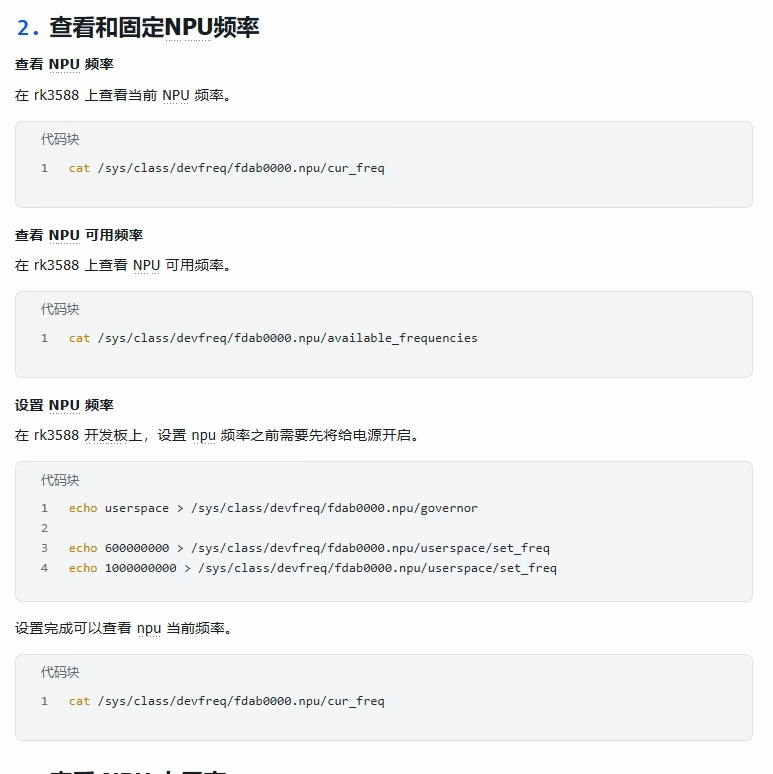 2. 查看和固定NPU频率
查看 NPU 频率
在 rk3588 上查看当前 NPU 频率。
代码块
1 cat /sys/class/devfreq/fdab0000.npu/cur_freq
查看 NPU 可用频率
在 rk3588 上查看 NPU 可用频率。
代码块
1 cat /sys/class/devfreq/fdab0000.npu/available_frequencies
设置 NPU 频率
在 rk3588 开发板上，设置 npu 频率之前需要先将给电源开启。
代码块
1 echo userspace > /sys/class/devfreq/fdab0000.npu/governor
2
3 echo 600000000 > /sys/class/devfreq/fdab0000.npu/userspace/set_freq
4 echo 1000000000 > /sys/class/devfreq/fdab0000.npu/userspace/set_freq
设置完成可以查看 npu 当前频率。
代码块
1 cat /sys/class/devfreq/fdab0000.npu/cur_freq